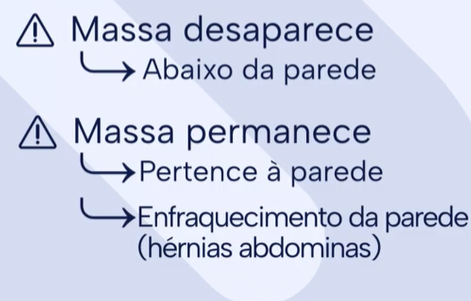 Massa desaparece
Abaixo da parede
Massa permanece
Pertence à parede
Enfraquecimento da parede
(hérnias abdominas)